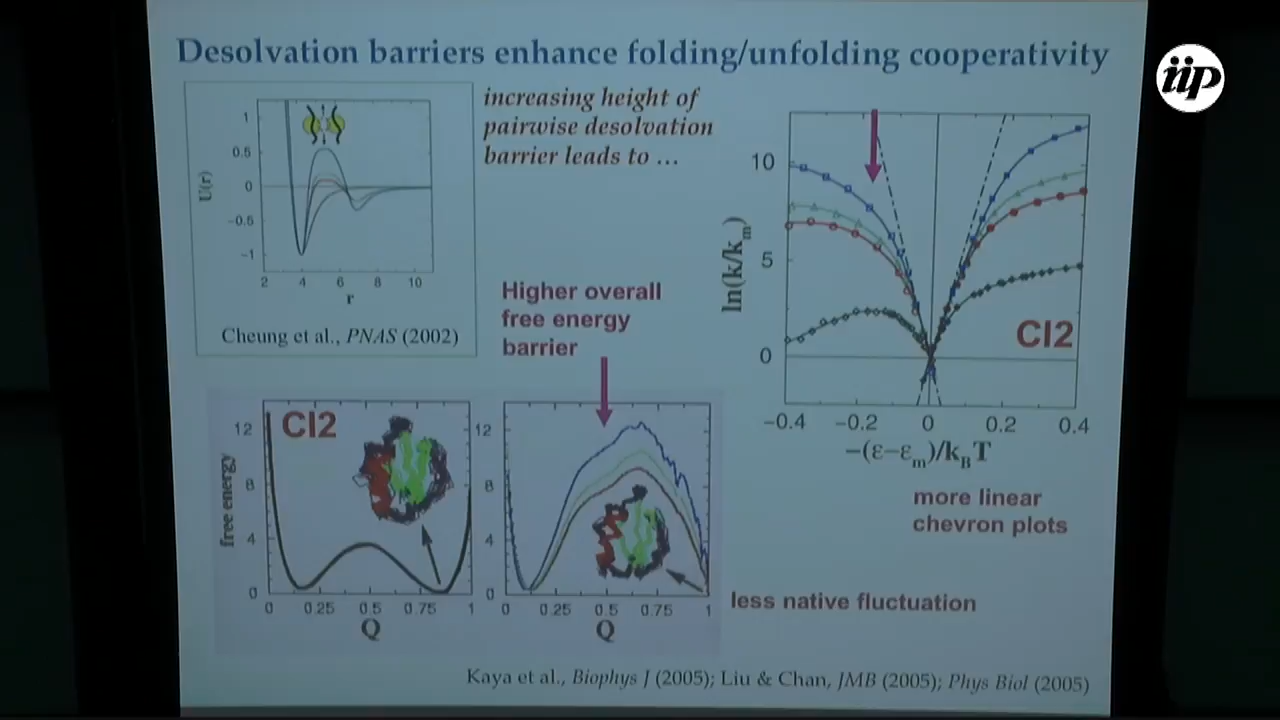 Desolvation barriers enhance folding/unfolding cooperativity
iip
increasing height of
pairwise desolvation
barrier leads to ...
1
0.5
0
−0.5
−1
U(r)
2 4 6 8 10
r
Cheung et al., PNAS (2002)
10
5
0
ln(k/km)
CI2
−0.4 −0.2 0 0.2 0.4
−(ε−εm)/kBT
more linear
chevron plots
Higher overall
free energy
barrier
CI2
12
8
4
0
free energy
0 0.25 0.5 0.75 1
Q
12
8
4
0
0 0.25 0.5 0.75 1
Q
less native fluctuation
Kaya et al., Biophys J (2005); Liu & Chan, JMB (2005); Phys Biol (2005)